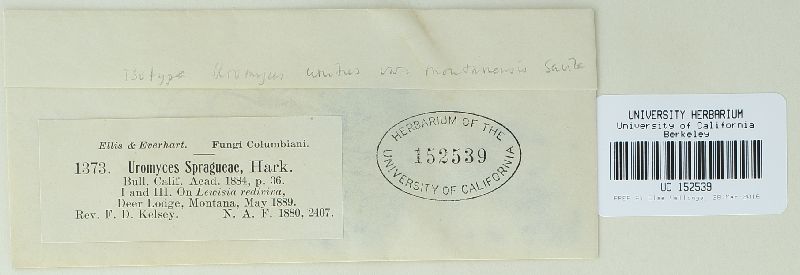 Isotype Uromyces unitus var. montanensis Savile
Ellis & Everhart. Fungi Columbiani.
1373. Uromyces Spragueae, Hark.
Bull. Calif. Acad. 1884, p. 36.
I and III. On Lewisia rediviva,
Deer Lodge, Montana, May 1889.
Rev. F. D. Kelsey. N. A. F. 1880, 2407.
HERBARIUM OF THE
152539
UNIVERSITY OF CALIFORNIA
UNIVERSITY HERBARIUM
University of California
Berkeley
UC 152539